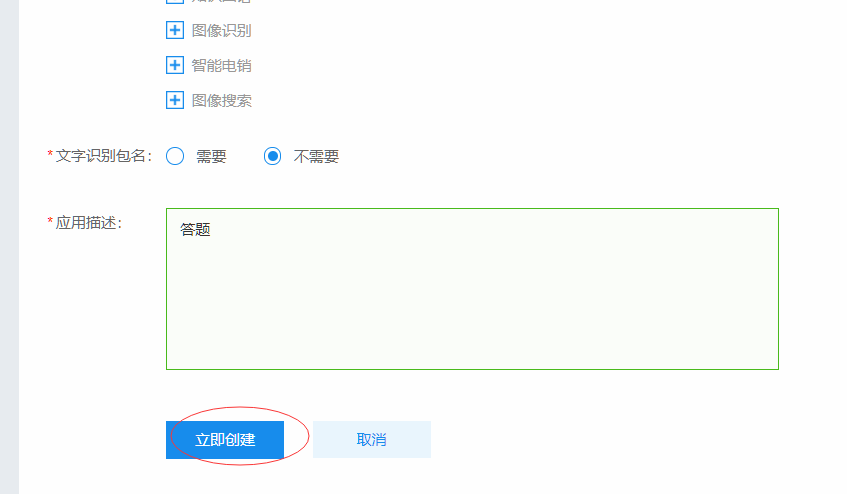 图像识别
智能电销
图像搜索
* 文字识别包名： 需要 不需要
* 应用描述： 答题
立即创建 取消